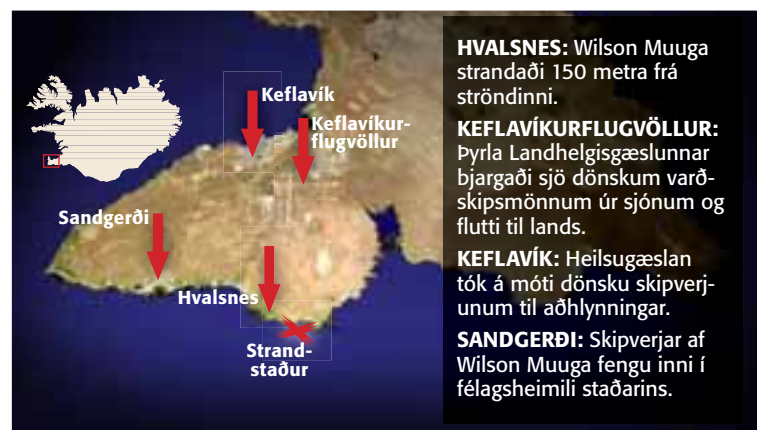 Keflavík
Keflavíkur-
flugvöllur
Sandgerði
Hvalsnes
Strand-
staður
HVALSNES: Wilson Muuga
strandaði 150 metra frá
ströndinni.
KEFLAVÍKURFLUGVÖLLUR:
Þyrla Landhelgisgæslunnar
bjargaði sjö dönskum varð-
skipsmönnum úr sjónum og
flutti til lands.
KEFLAVÍK: Heilsugæslan
tók á móti dönsku skipverj-
unum til aðhlynningar.
SANDGERÐI: Skipverjar af
Wilson Muuga fengu inni í
félagsheimili staðarins.